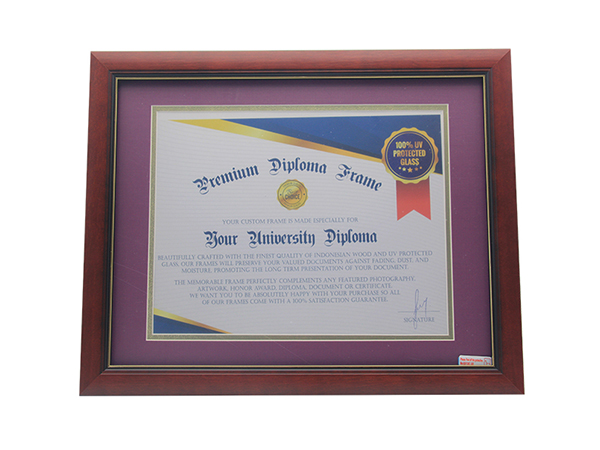 Premium Diploma Frame
100% UV
PROTECTED
GLASS
CHOICE
YOUR CUSTOM FRAME IS MADE ESPECIALLY FOR
Your University Diploma
BEAUTIFULLY CRAFTED WITH THE FINEST QUALITY OF INDONESIAN WOOD AND UV PROTECTED
GLASS. OUR FRAMES WILL PRESERVE YOUR VALUED DOCUMENTS AGAINST FADING, DUST, AND
MOISTURE, PROMOTING THE LONG TERM PRESENTATION OF YOUR DOCUMENT.
THE MEMORABLE FRAME PERFECTLY COMPLEMENTS ANY FEATURED PHOTOGRAPHY,
ARTWORK, HONOR AWARD, DIPLOMA, DOCUMENT OR CERTIFICATE.
WE WANT YOU TO BE ABSOLUTELY HAPPY WITH YOUR PURCHASE SO ALL
OF OUR FRAMES COME WITH A 100% SATISFACTION GUARANTEE.
SIGNATURE